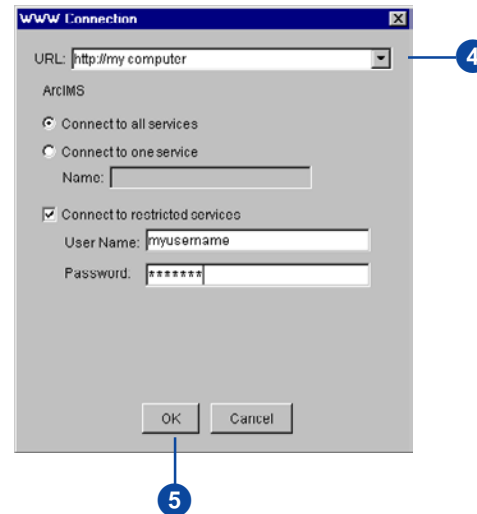 WWW Connection
URL: http://my computer
4
ArcIMS
Connect to all services
Connect to one service
Name:
Connect to restricted services
User Name: myusername
Password: *******
OK Cancel
5